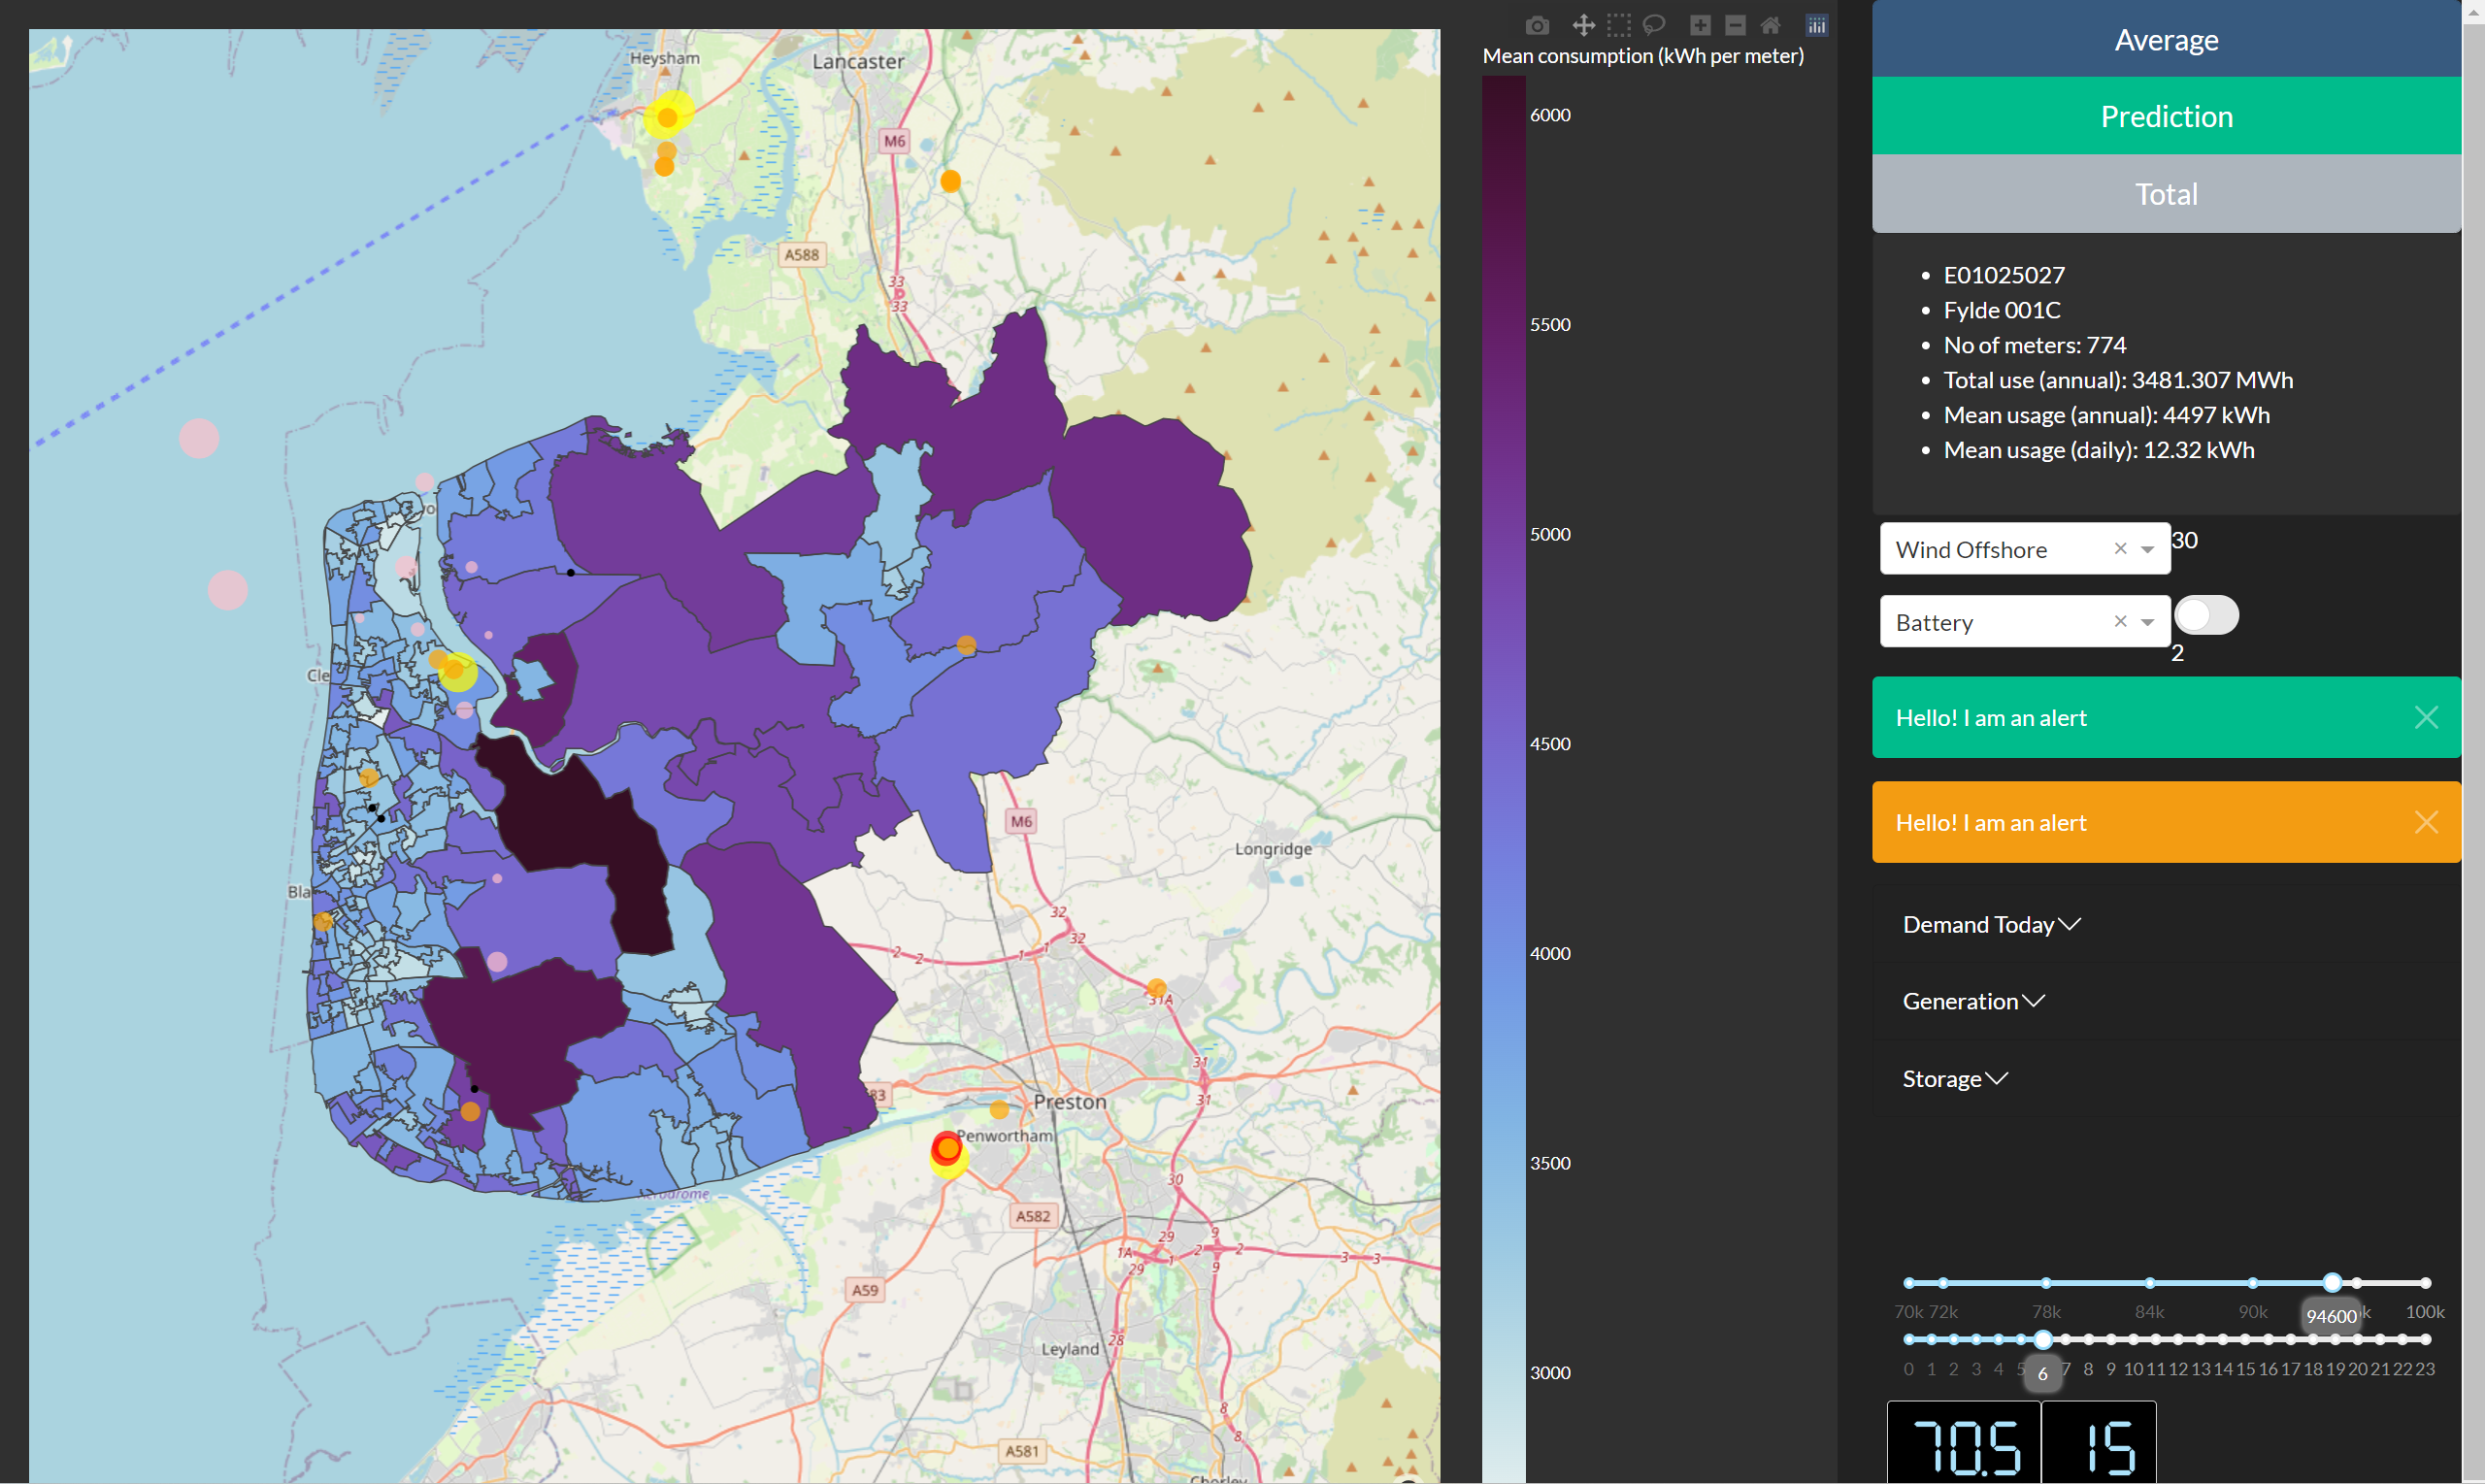 Heysham
Lancaster
M6
A588
33
33
Cle
Bla
M6
Longridge
32
32
2
2
1
1
31A
31
31
Preston
Penwortham
30
A582
29
9
1A
1
2
2
3
3
29
9
A59
28
Leyland
8
8
A581
Chorley
Mean consumption (kWh per meter)
6000
5500
5000
4500
4000
3500
3000
Average
Prediction
Total
E01025027
Fylde 001C
No of meters: 774
Total use (annual): 3481.307 MWh
Mean usage (annual): 4497 kWh
Mean usage (daily): 12.32 kWh
Wind Offshore
30
Battery
2
Hello! I am an alert
Hello! I am an alert
Demand Today
Generation
Storage
70k 72k 78k 84k 90k 94600 k 100k
0 1 2 3 4 5 6 7 8 9 10 11 12 13 14 15 16 17 18 19 20 21 22 23
70.5 15